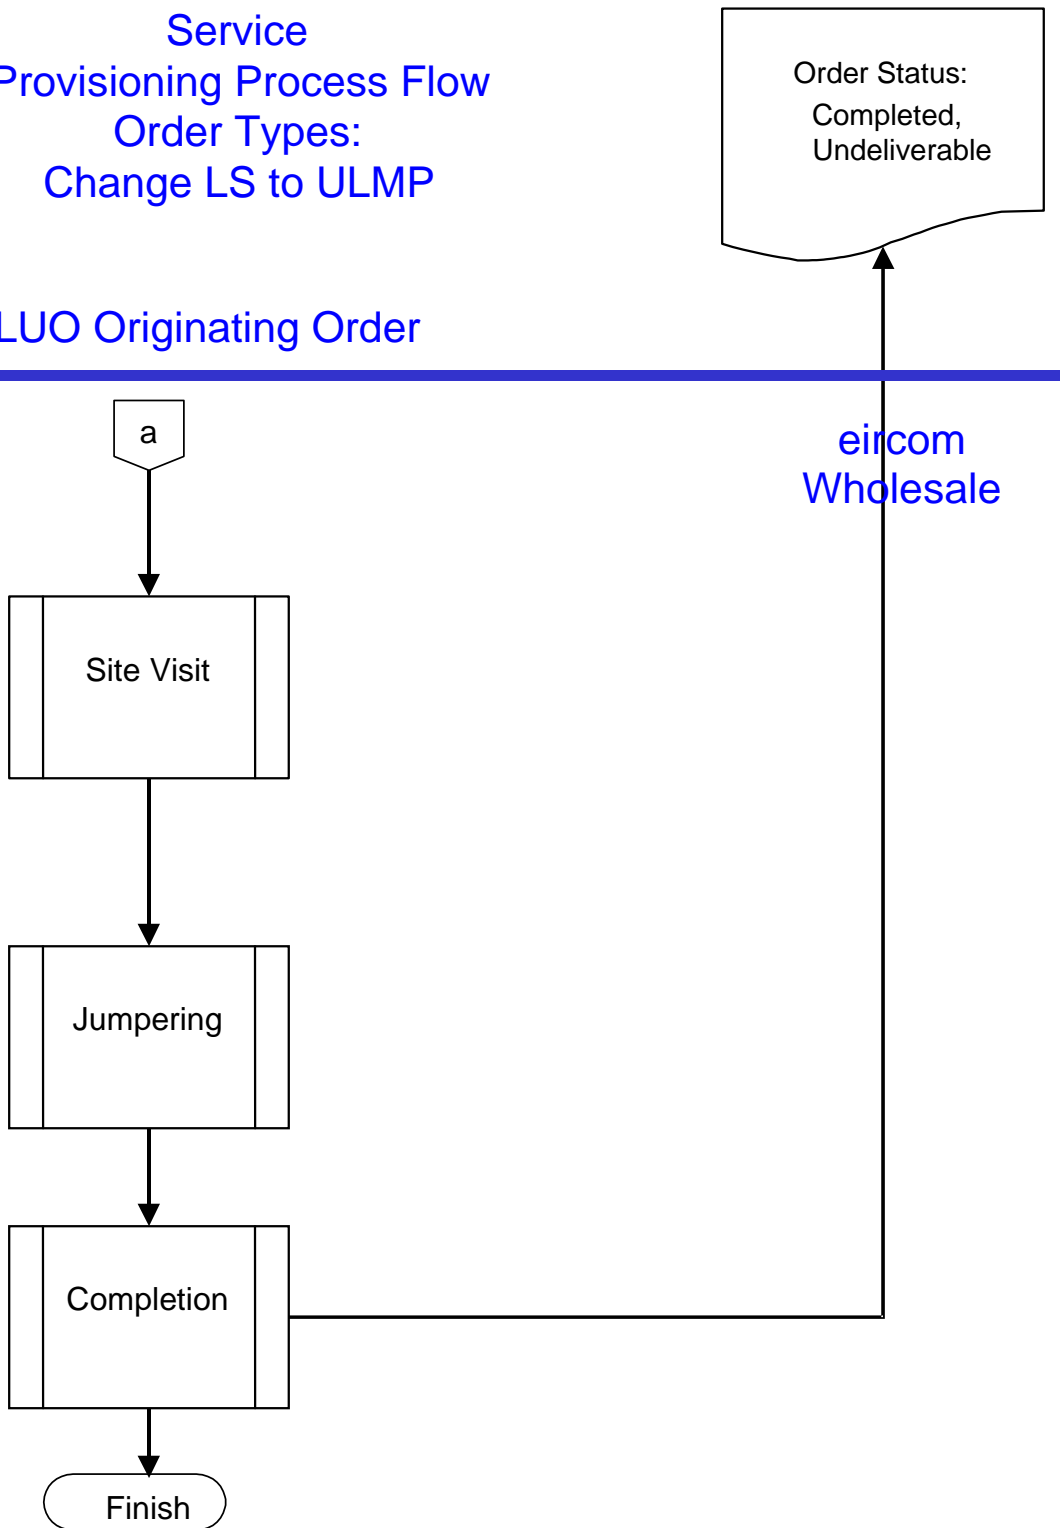 Service
Provisioning Process Flow
Order Types:
Change LS to ULMP
Order Status:
Completed,
Undeliverable
LUO Originating Order
a
eircom
Wholesale
Site Visit
Jumpering
Completion
Finish